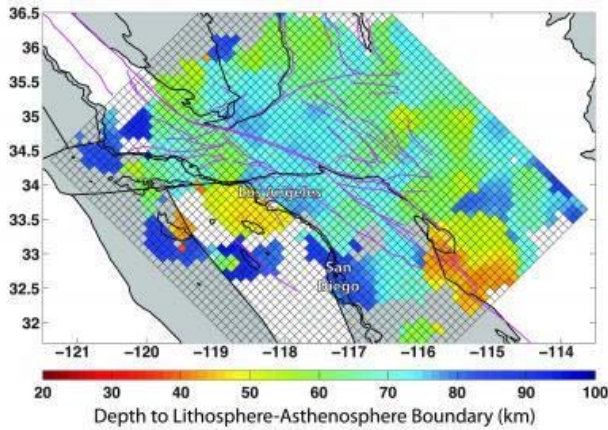 36.5
36
35.5
35
34.5
34
33.5
33
32.5
32
Los Angeles
San
Diego
−121 −120 −119 −118 −117 −116 −115 −114
20 30 40 50 60 70 80 90 100
Depth to Lithosphere-Asthenosphere Boundary (km)